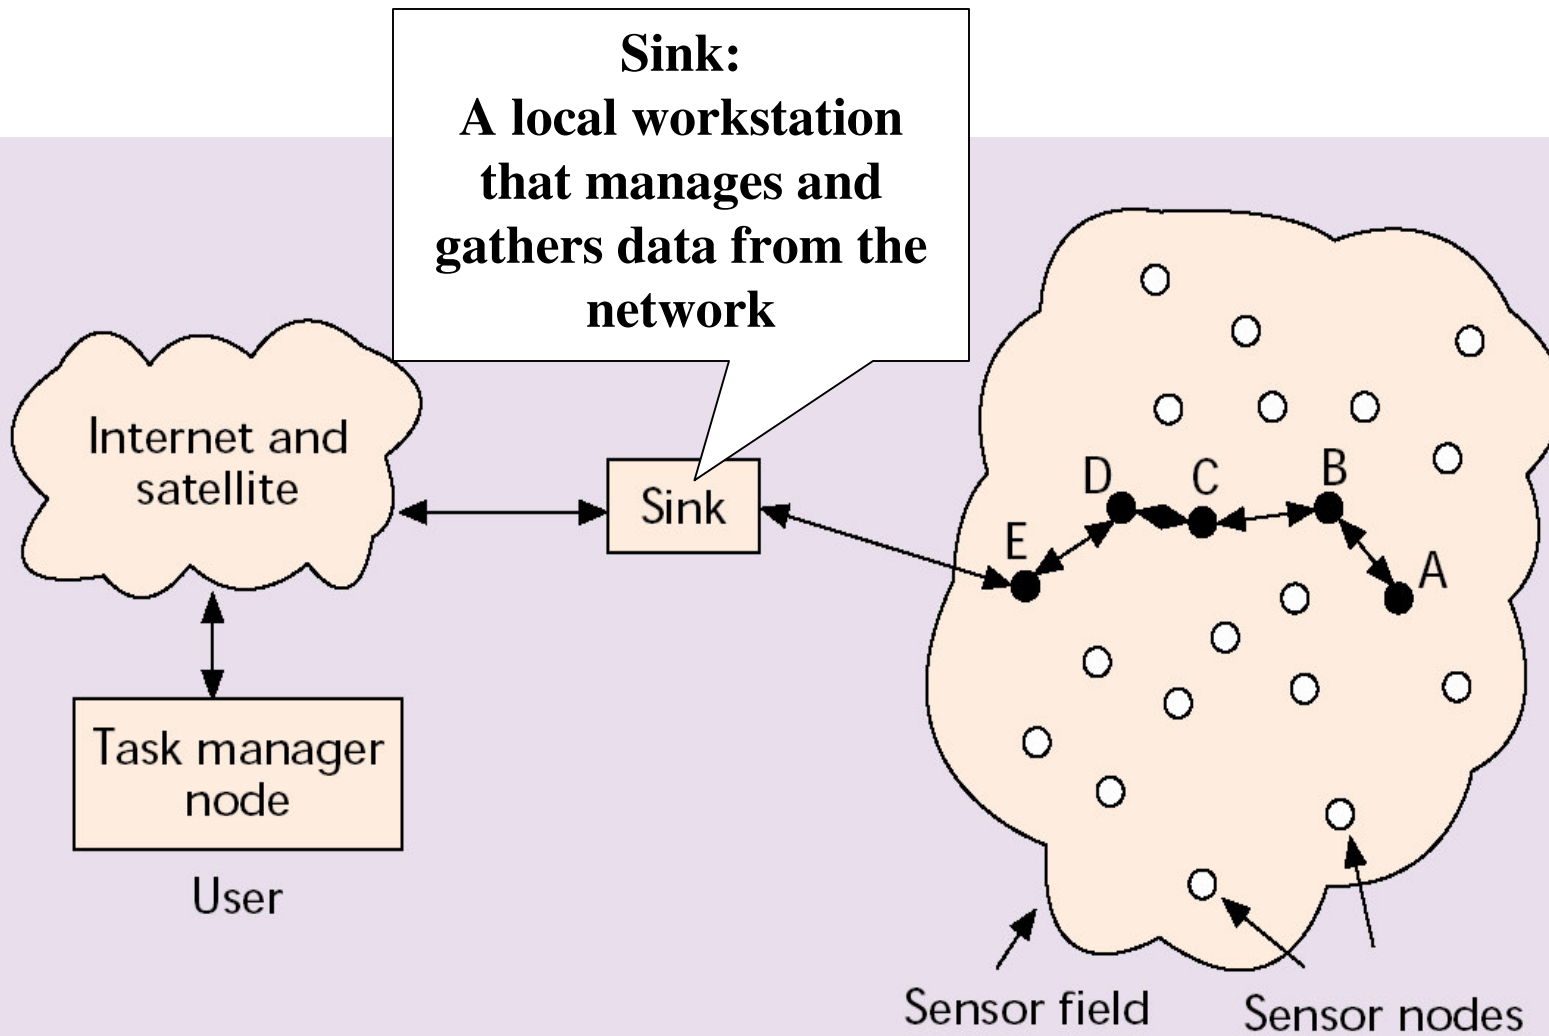 Sink:
A local workstation
that manages and
gathers data from the
network
Internet and
satellite
Sink
D
C
B
E
A
Task manager
node
User
Sensor field
Sensor nodes